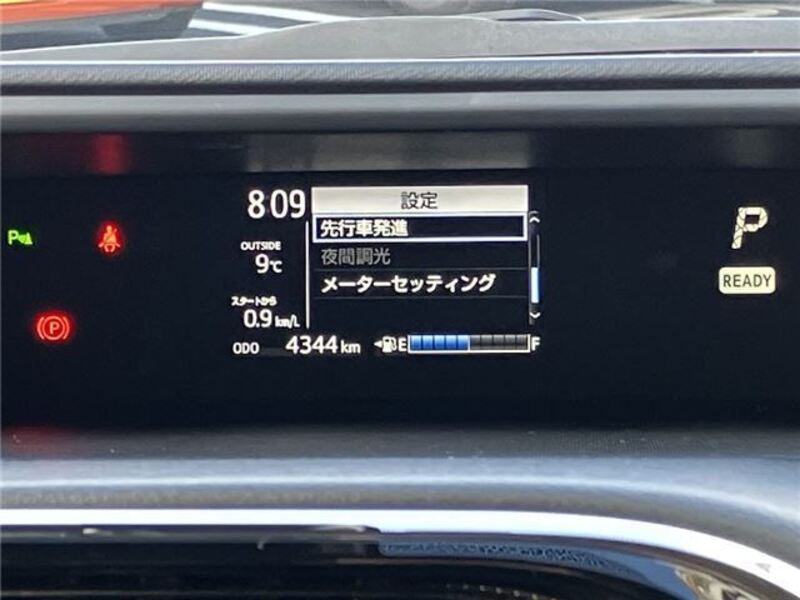 8:09
設定
先行車発進
夜間調光
メーターセッティング
OUTSIDE
9℃
スタートから
0.9 km/L
ODO 4344 km
E F
P
P
P
READY